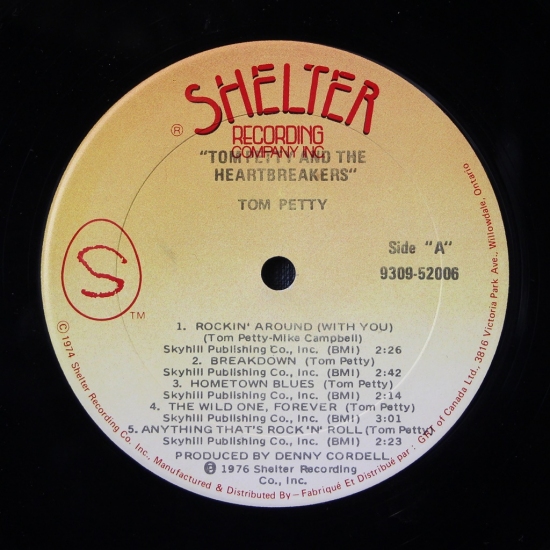 SHELTER
®
RECORDING
COMPANY INC
"TOM PETTY AND THE
HEARTBREAKERS"
TOM PETTY
S
TM
Side "A"
9309-52006
1. ROCKIN' AROUND (WITH YOU)
(Tom Petty-Mike Campbell)
Skyhill Publishing Co., Inc. (BMI) 2:26
2. BREAKDOWN (Tom Petty)
Skyhill Publishing Co., Inc. (BMI) 2:42
3. HOMETOWN BLUES (Tom Petty)
Skyhill Publishing Co., Inc. (BMI) 2:14
4. THE WILD ONE, FOREVER (Tom Petty)
Skyhill Publishing Co., Inc. (BMI) 3:01
5. ANYTHING THAT'S ROCK 'N' ROLL (Tom Petty)
Skyhill Publishing Co., Inc. (BMI) 2:23
PRODUCED BY DENNY CORDELL
℗ 1976 Shelter Recording
Co., Inc.
© 1974 Shelter Recording Co. Inc., Manufactured & Distributed By – Fabriqué Et Distribué par: GRT of Canada Ltd., 3816 Victoria Park Ave., Willowdale, Ontario